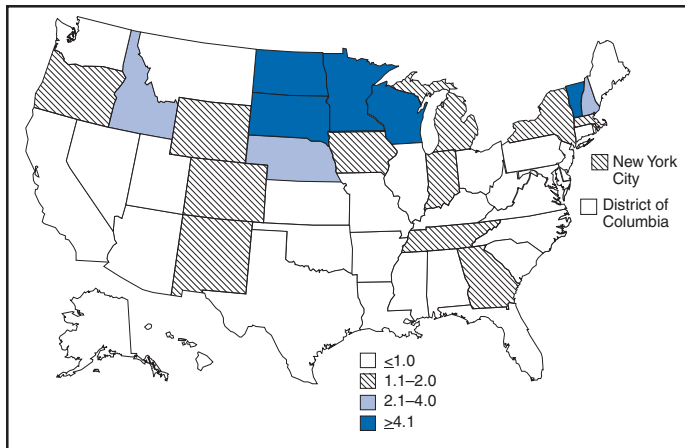 New York
City
District of
Columbia
≤1.0
1.1–2.0
2.1–4.0
≥4.1